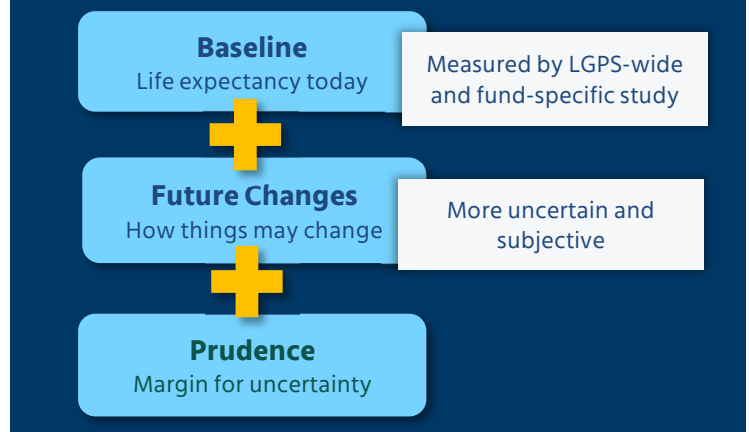 Baseline
Life expectancy today
Measured by LGPS-wide
and fund-specific study
Future Changes
How things may change
More uncertain and
subjective
Prudence
Margin for uncertainty